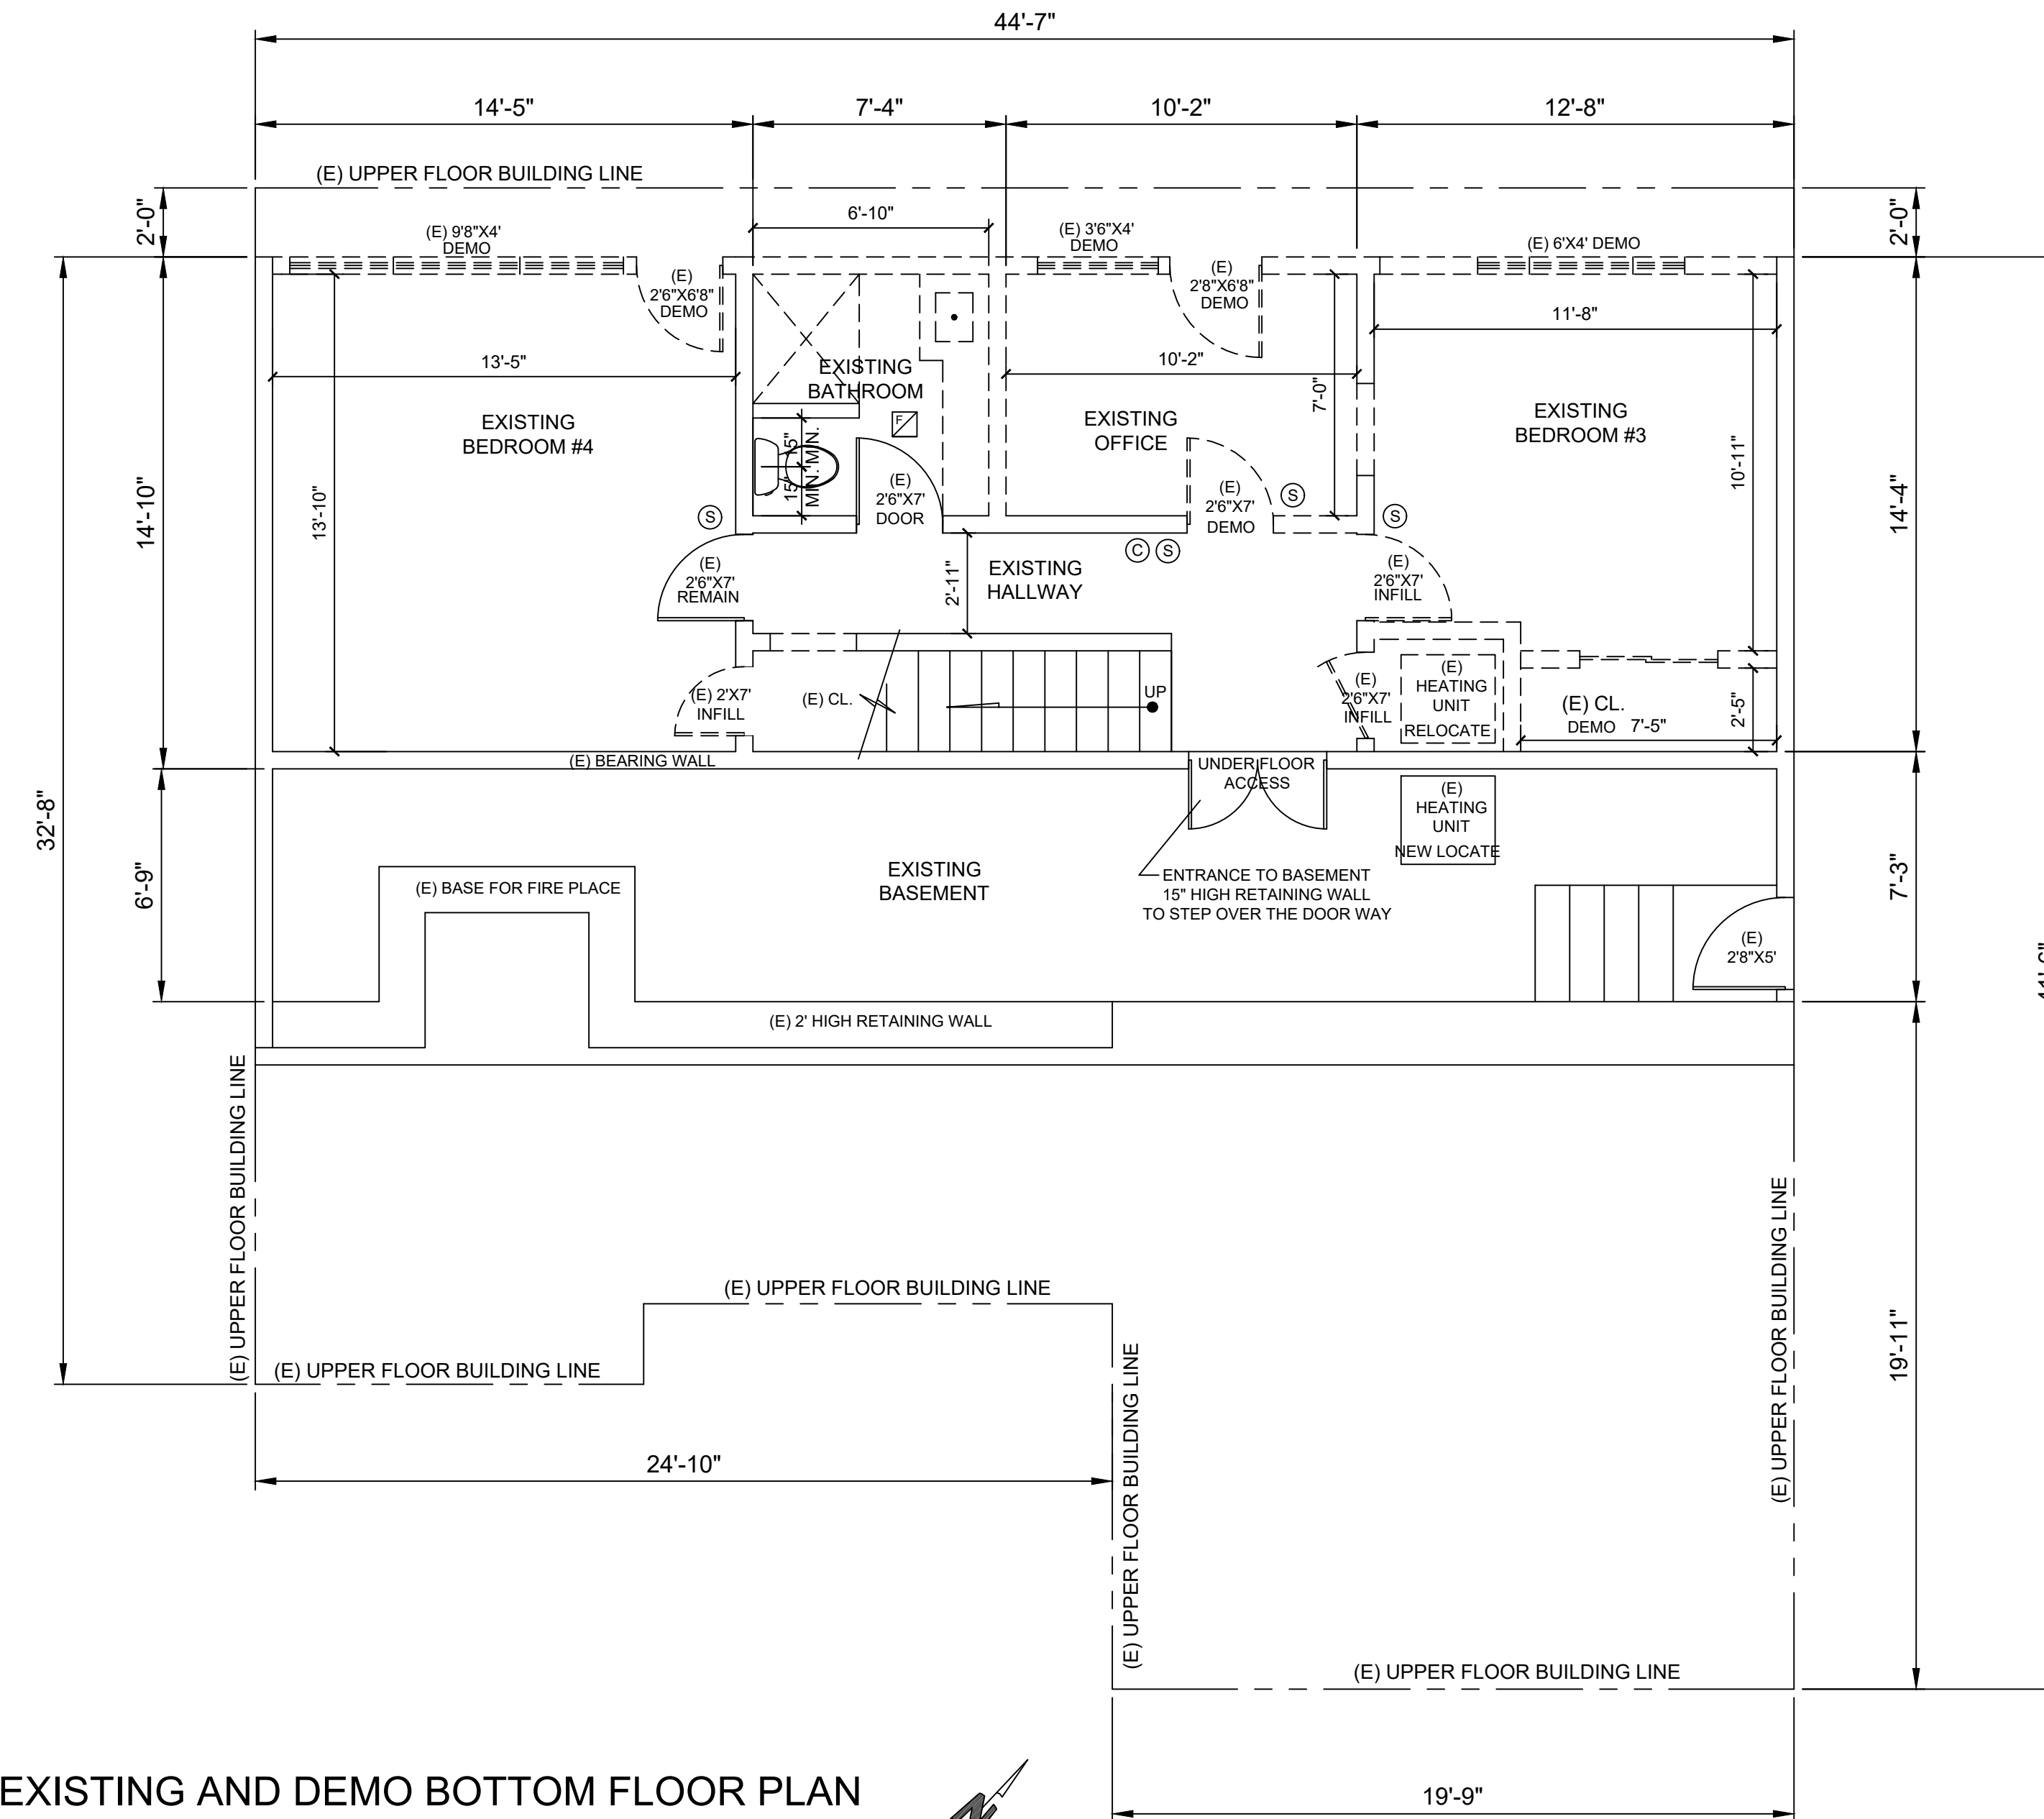 44'-7"
14'-5"
7'-4"
10'-2"
12'-8"
(E) UPPER FLOOR BUILDING LINE
2'-0"
2'-0"
6'-10"
(E) 9'8"X4'
DEMO
(E) 3'6"X4'
DEMO
(E) 6'X4' DEMO
(E)
2'6"X6'8"
DEMO
(E)
2'8"X6'8"
DEMO
11'-8"
13'-5"
EXISTING
BATHROOM
10'-2"
7'-0"
EXISTING
BEDROOM #4
F
EXISTING
OFFICE
EXISTING
BEDROOM #3
15"
MIN.
15"
MIN.
10'-11"
14'-10"
13'-10"
14'-4"
(E)
2'6"X7'
DOOR
(E)
2'6"X7'
DEMO
S
S
S
C
S
(E)
2'6"X7'
REMAIN
2'-11"
EXISTING
HALLWAY
(E)
2'6"X7'
INFILL
(E) 2'X7'
INFILL
(E) CL.
UP
(E)
2'6"X7'
INFILL
(E)
HEATING
UNIT
RELOCATE
(E) CL.
DEMO 7'-5"
2'-5"
(E) BEARING WALL
UNDER FLOOR
ACCESS
(E)
HEATING
UNIT
NEW LOCATE
32'-8"
6'-9"
7'-3"
EXISTING
BASEMENT
(E) BASE FOR FIRE PLACE
ENTRANCE TO BASEMENT
15" HIGH RETAINING WALL
TO STEP OVER THE DOOR WAY
(E)
2'8"X5'
(E) 2' HIGH RETAINING WALL
(E) UPPER FLOOR BUILDING LINE
(E) UPPER FLOOR BUILDING LINE
(E) UPPER FLOOR BUILDING LINE
(E) UPPER FLOOR BUILDING LINE
(E) UPPER FLOOR BUILDING LINE
19'-11"
24'-10"
(E) UPPER FLOOR BUILDING LINE
EXISTING AND DEMO BOTTOM FLOOR PLAN
N
19'-9"